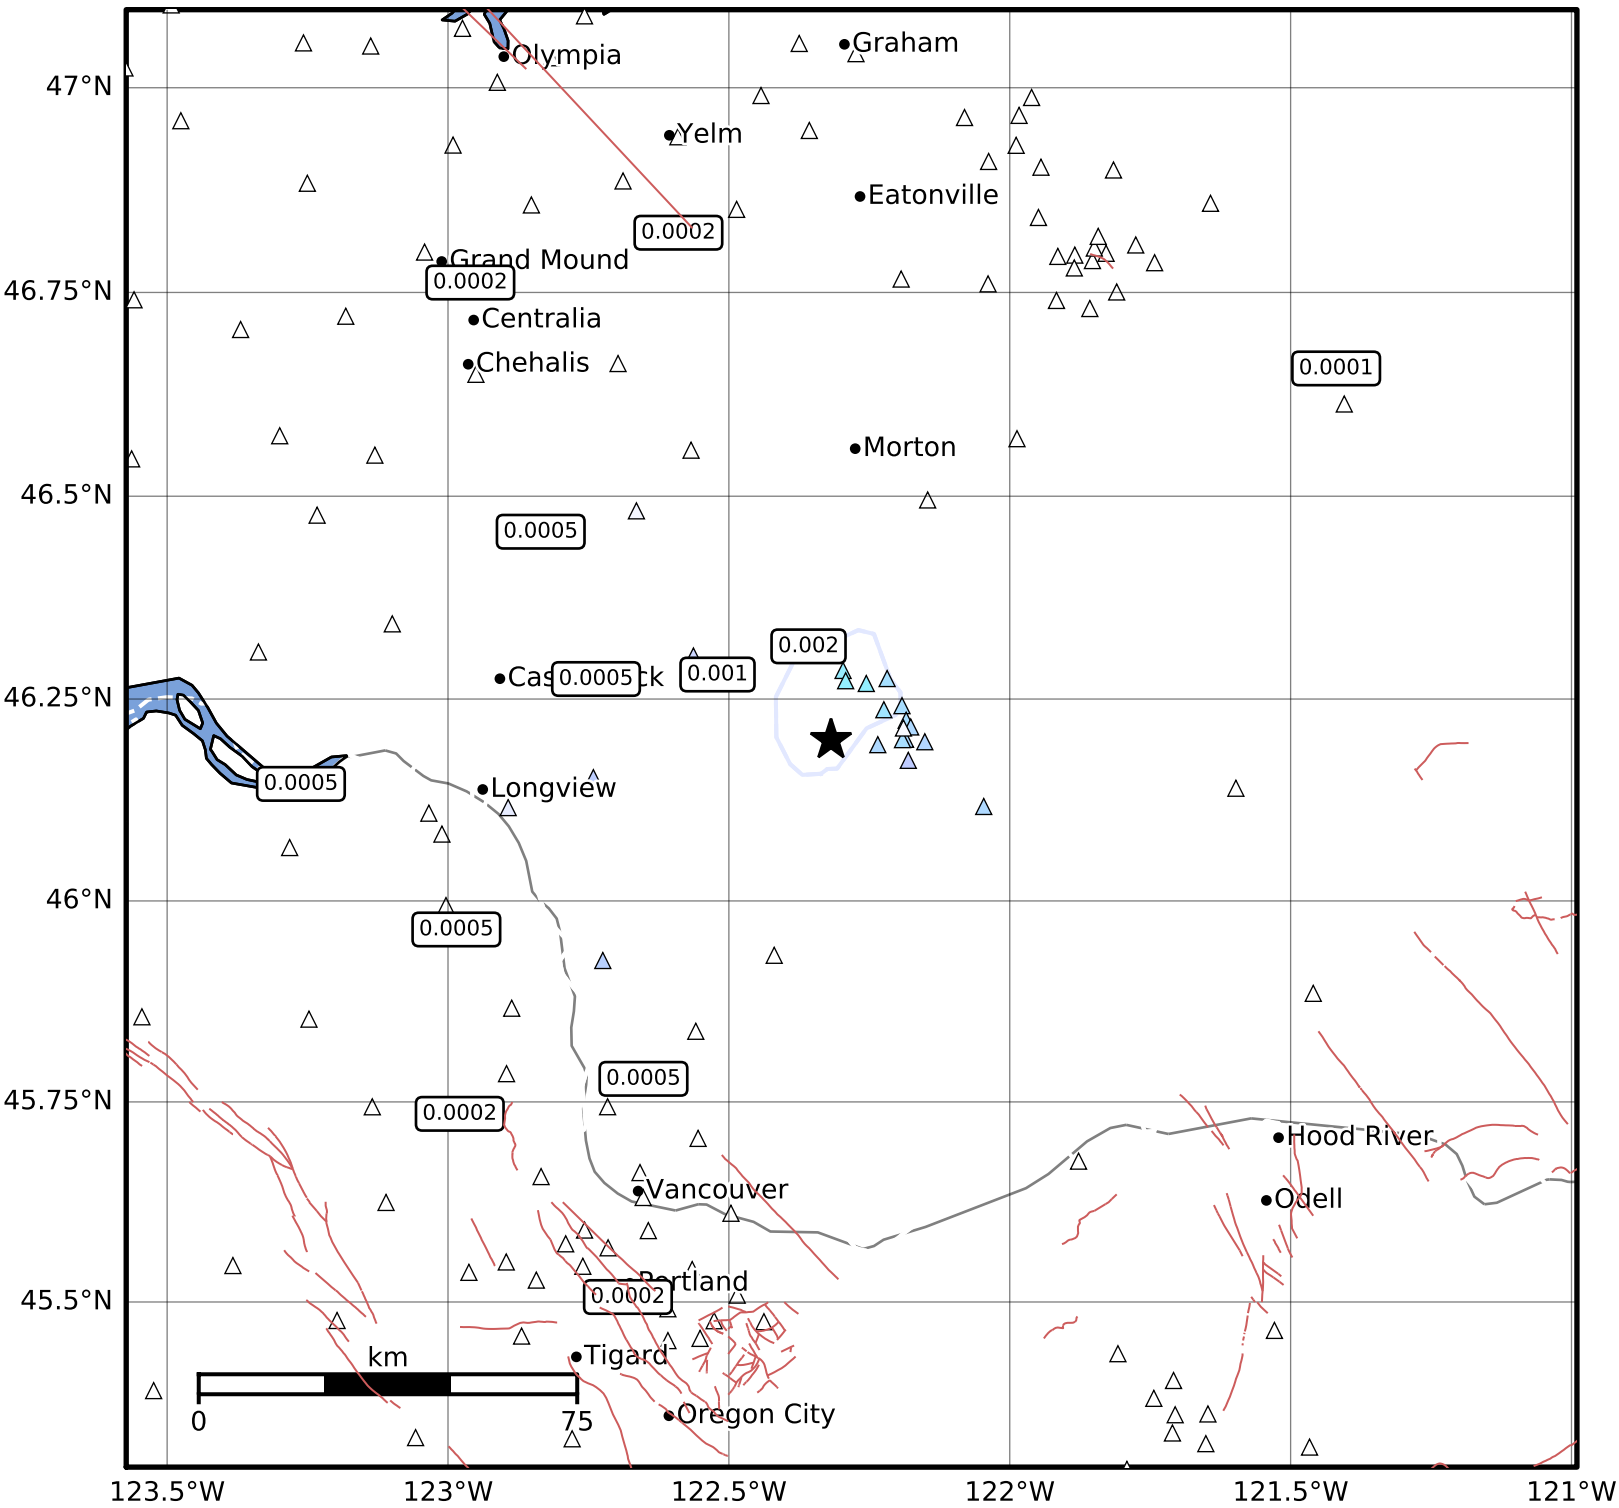 Olympia
Graham
47°N
Yelm
Eatonville
0.0002
Grand Mound
0.0002
46.75°N
Centralia
Chehalis
0.0001
Morton
46.5°N
0.0005
0.002
Cas 0.0005 ck
0.001
46.25°N
0.0005
Longview
46°N
0.0005
0.0005
45.75°N
0.0002
Hood River
Vancouver
Odell
Portland
0.0002
45.5°N
km
Tigard
0
75
Oregon City
123.5°W
123°W
122.5°W
122°W
121.5°W
121°W